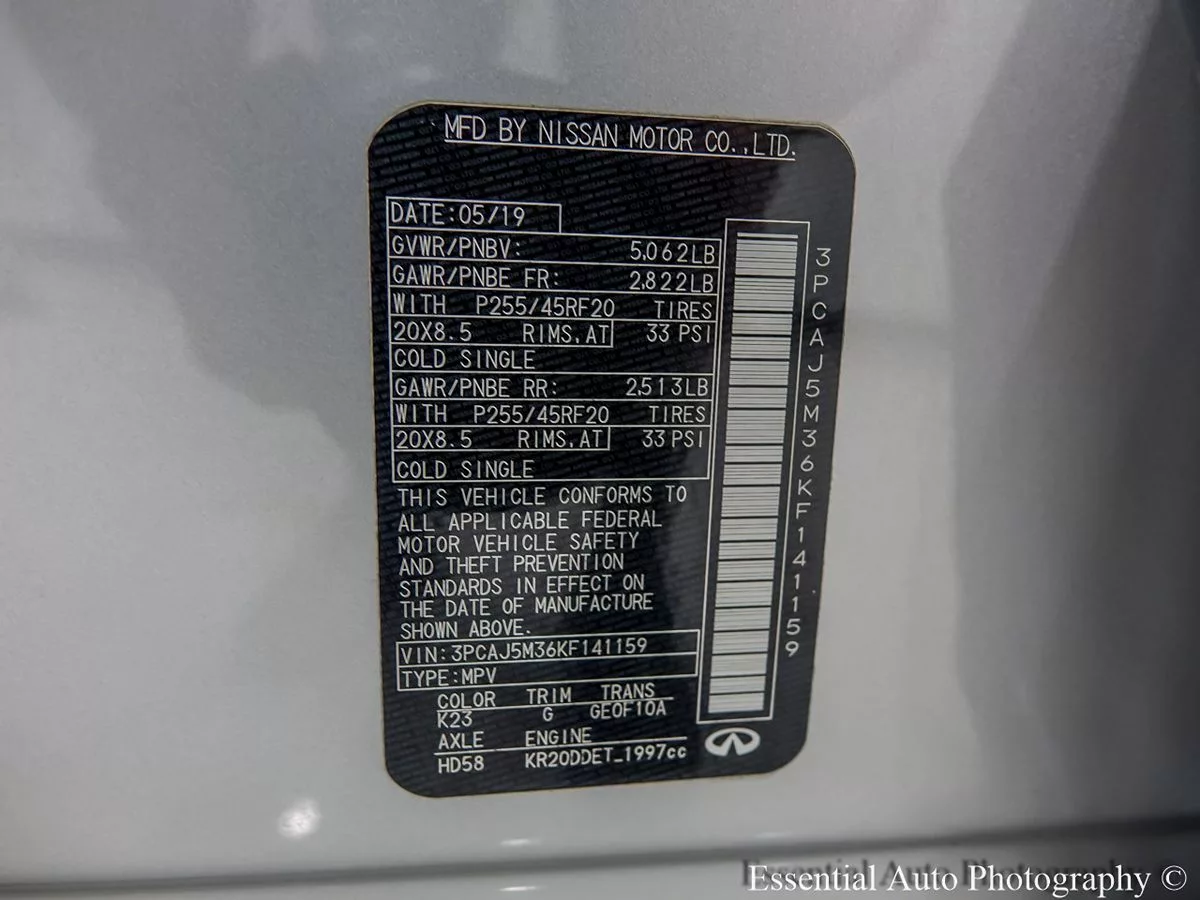 MFD BY NISSAN MOTOR CO.,LTD.
DATE:05/19
GVWR/PNBV: 5,062LB
GAWR/PNBE FR: 2,822LB
WITH P255/45RF20 TIRES
20X8.5 RIMS,AT 33 PSI
COLD SINGLE
GAWR/PNBE RR: 2,513LB
WITH P255/45RF20 TIRES
20X8.5 RIMS,AT 33 PSI
COLD SINGLE
THIS VEHICLE CONFORMS TO
ALL APPLICABLE FEDERAL
MOTOR VEHICLE SAFETY
AND THEFT PREVENTION
STANDARDS IN EFFECT ON
THE DATE OF MANUFACTURE
SHOWN ABOVE.
VIN:3PCAJ5M36KF141159
TYPE:MPV
COLOR TRIM TRANS
K23 G GE0F10A
AXLE ENGINE
HD58 KR20DDET_1997cc
3PCAJ5M36KF141159
Essential Auto Photography ©